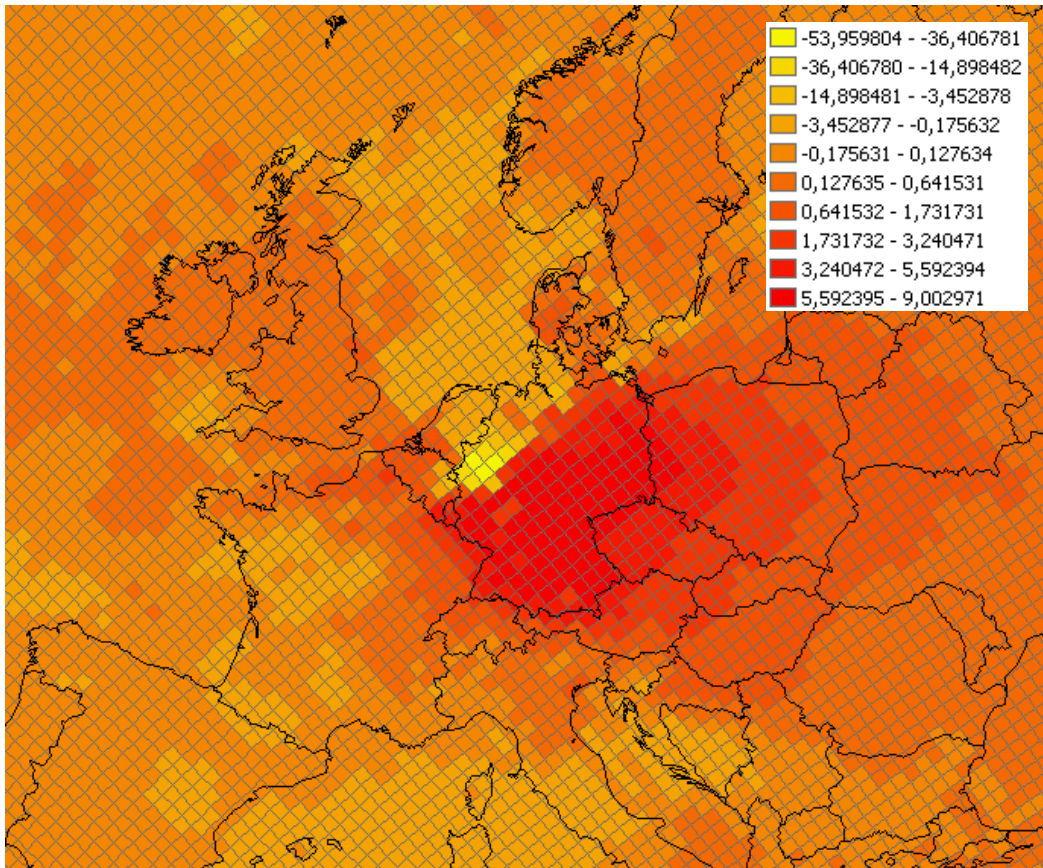 -53,959804 - -36,406781
-36,406780 - -14,898482
-14,898481 - -3,452878
-3,452877 - -0,175632
-0,175631 - 0,127634
0,127635 - 0,641531
0,641532 - 1,731731
1,731732 - 3,240471
3,240472 - 5,592394
5,592395 - 9,002971